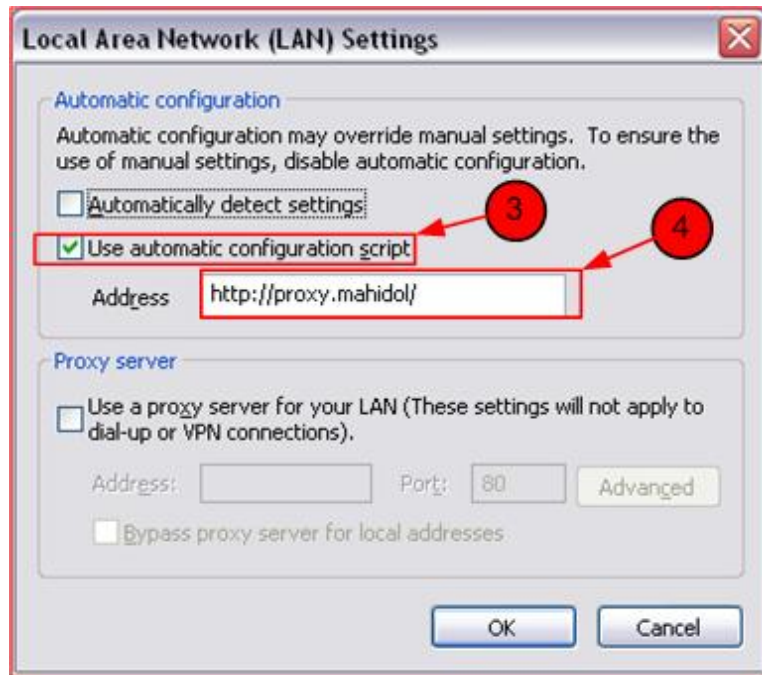 Local Area Network (LAN) Settings
Automatic configuration
Automatic configuration may override manual settings.  To ensure the
use of manual settings, disable automatic configuration.
Automatically detect settings
3
Use automatic configuration script
4
Address
http://proxy.mahidol/
Proxy server
Use a proxy server for your LAN (These settings will not apply to
dial-up or VPN connections).
Address:
Port: 80
Advanced
Bypass proxy server for local addresses
OK
Cancel